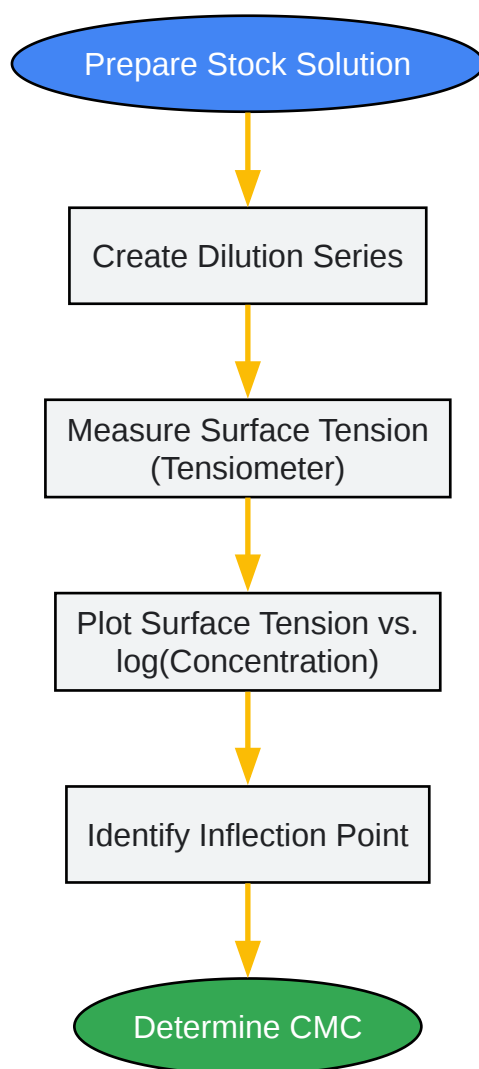 Prepare Stock Solution
Create Dilution Series
Measure Surface Tension
(Tensiometer)
Plot Surface Tension vs.
log(Concentration)
Identify Inflection Point
Determine CMC